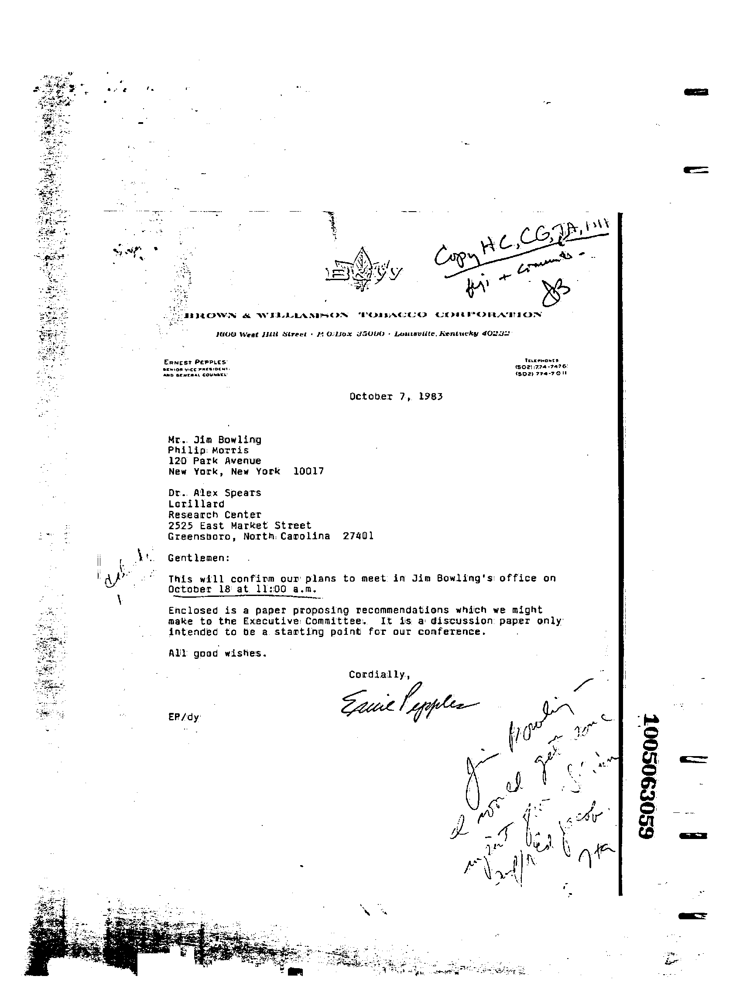 Copy HC, CG, JA,
fyi + comments -
JB
B&W
BROWN & WILLIAMSON TOBACCO CORPORATION
1600 West Hill Street · P. O. Box 35090 · Louisville, Kentucky 40232
ERNEST PEPPLES
SENIOR VICE PRESIDENT
AND GENERAL COUNSEL
TELEPHONES
(502) 774-7476
(502) 774-7011
October 7, 1983
Mr. Jim Bowling
Philip Morris
120 Park Avenue
New York, New York 10017
Dr. Alex Spears
Lorillard
Research Center
2525 East Market Street
Greensboro, North Carolina 27401
Gentlemen:
This will confirm our plans to meet in Jim Bowling's office on
October 18 at 11:00 a.m.
Enclosed is a paper proposing recommendations which we might
make to the Executive Committee. It is a discussion paper only
intended to be a starting point for our conference.
All good wishes.
Cordially,
Ernie Pepples
EP/dy
Jim Bowling -
I would get some
input
Jacob.
1005063059